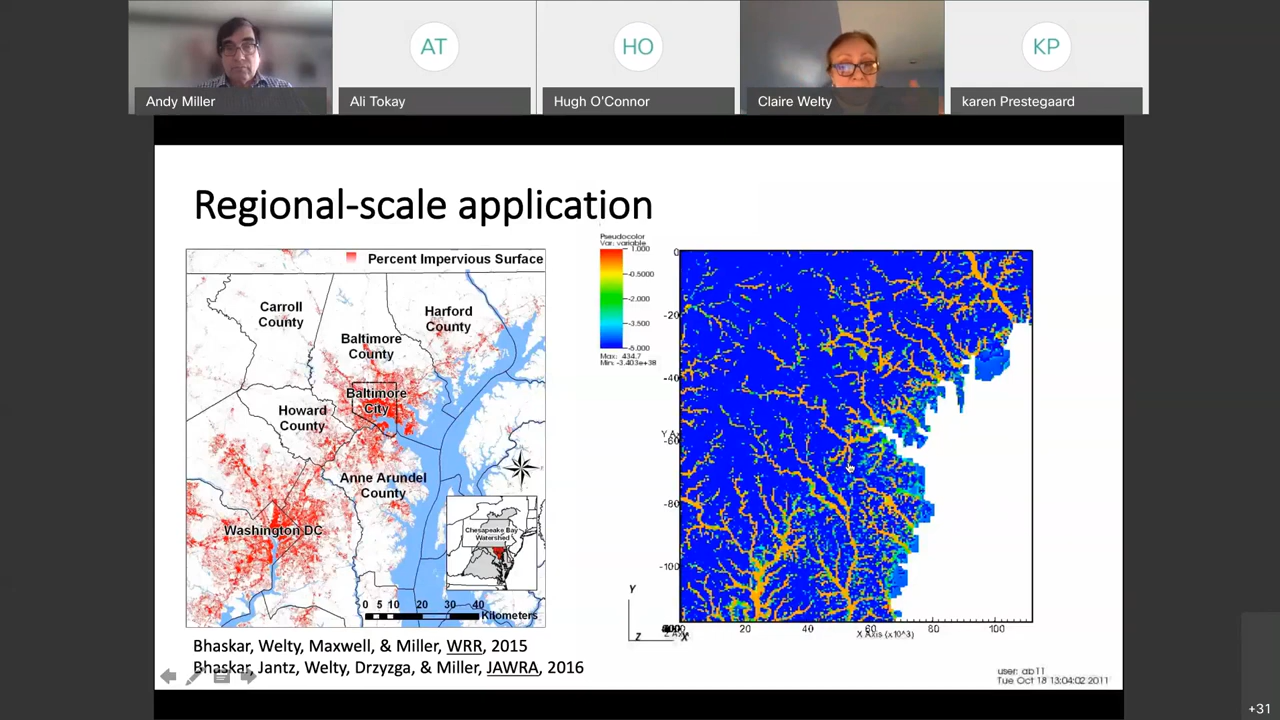 AT
HO
KP
Andy Miller
Ali Tokay
Hugh O'Connor
Claire Welty
karen Prestegaard
Regional-scale application
Percent Impervious Surface
Carroll
County
Harford
County
Baltimore
County
Baltimore
City
Howard
County
Anne Arundel
County
Washington DC
Chesapeake Bay
Watershed
0 5 10 20 30 40
Kilometers
Pseudocolor
Var: variable
1.000
-0.5000
-2.000
-3.500
-5.000
Max: 434.7
Min: -3.403e+38
0
-20
-40
-60
-80
-100
20 40 60 80 100
X Axis (x10^3)
Y
Z X
user: ab11
Tue Oct 18 13:04:02 2011
Bhaskar, Welty, Maxwell, & Miller, WRR, 2015
Bhaskar, Jantz, Welty, Drzyzga, & Miller, JAWRA, 2016
+31